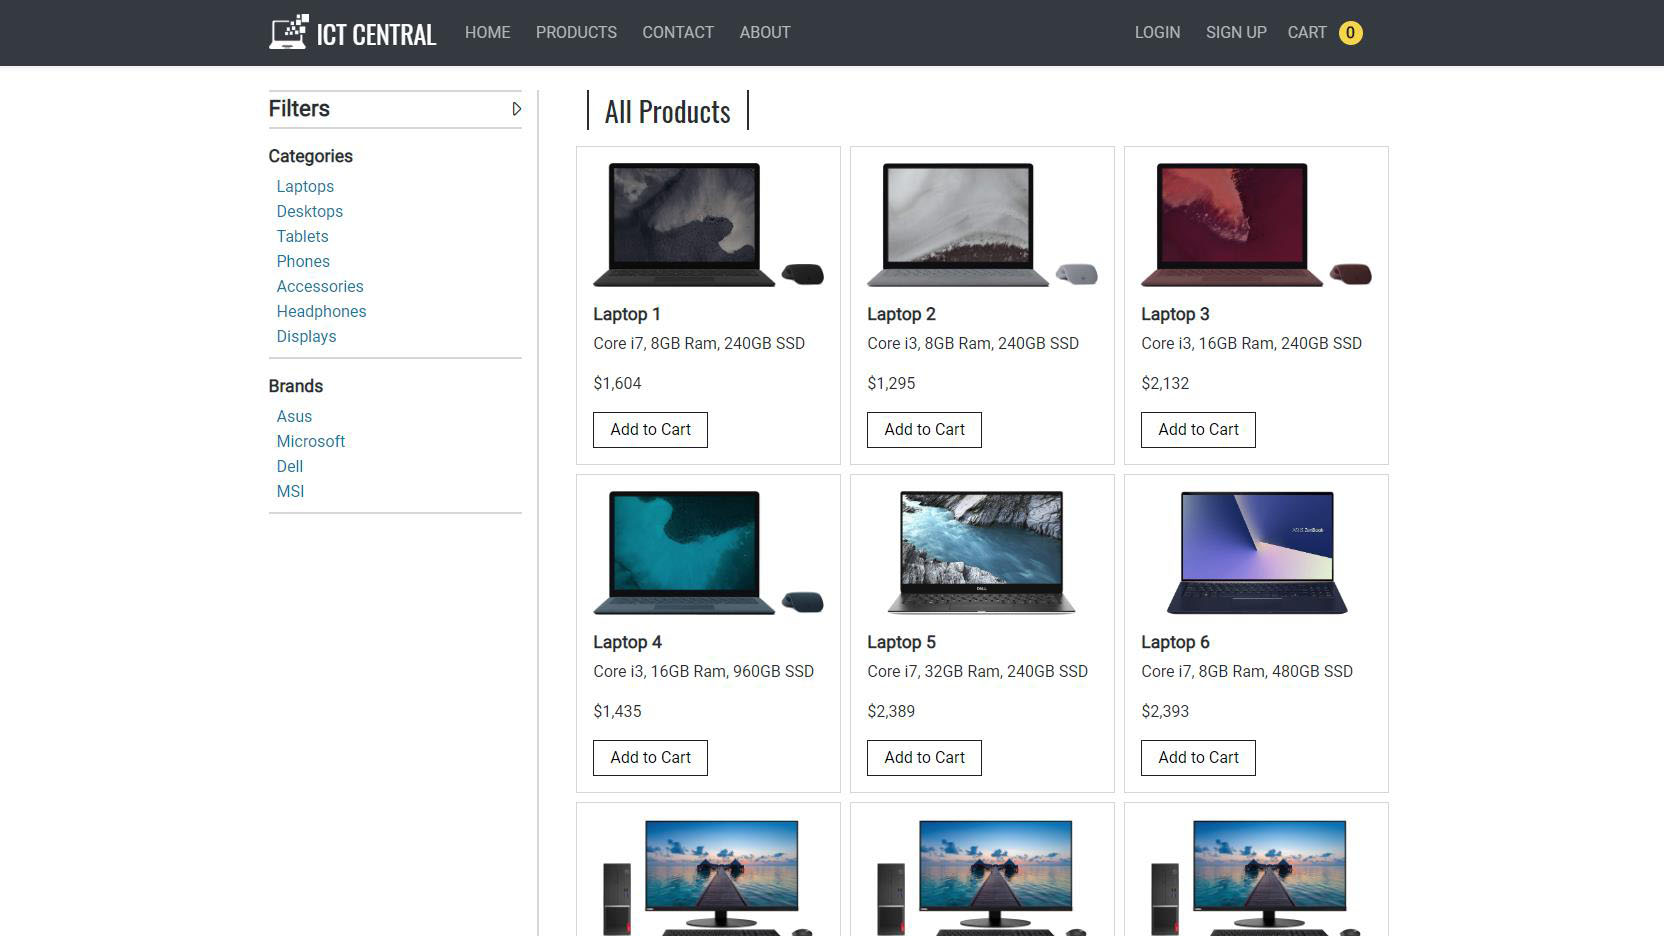 ICT CENTRAL HOME PRODUCTS CONTACT ABOUT LOGIN SIGN UP CART 0
Filters
Categories
Laptops
Desktops
Tablets
Phones
Accessories
Headphones
Displays
Brands
Asus
Microsoft
Dell
MSI
All Products
Laptop 1
Core i7, 8GB Ram, 240GB SSD
$1,604
Add to Cart
Laptop 2
Core i3, 8GB Ram, 240GB SSD
$1,295
Add to Cart
Laptop 3
Core i3, 16GB Ram, 240GB SSD
$2,132
Add to Cart
Laptop 4
Core i3, 16GB Ram, 960GB SSD
$1,435
Add to Cart
DELL
Laptop 5
Core i7, 32GB Ram, 240GB SSD
$2,389
Add to Cart
ASUS ZenBook
Laptop 6
Core i7, 8GB Ram, 480GB SSD
$2,393
Add to Cart